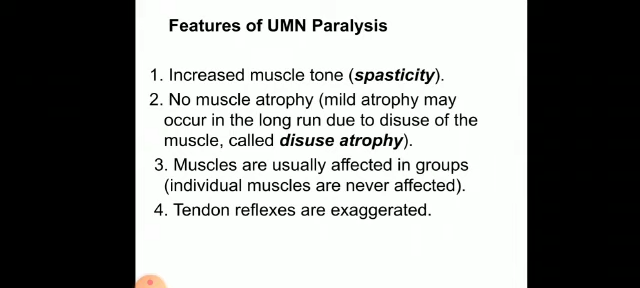 Features of UMN Paralysis
1. Increased muscle tone (spasticity).
2. No muscle atrophy (mild atrophy may
occur in the long run due to disuse of the
muscle, called disuse atrophy).
3. Muscles are usually affected in groups
(individual muscles are never affected).
4. Tendon reflexes are exaggerated.